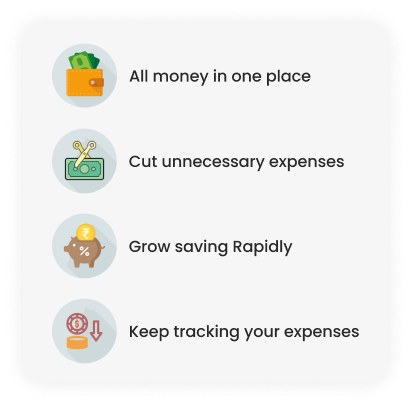 All money in one place
Cut unnecessary expenses
₹
%
Grow saving Rapidly
$
Keep tracking your expenses